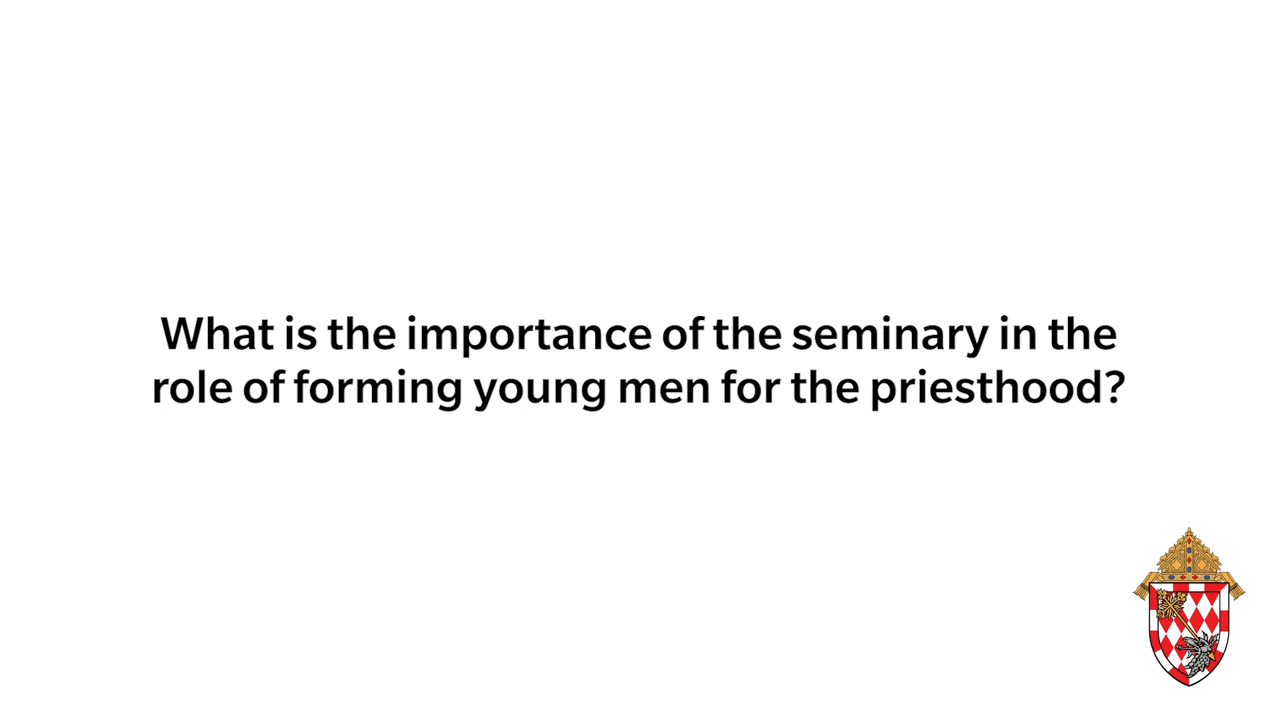 What is the importance of the seminary in the
role of forming young men for the priesthood?